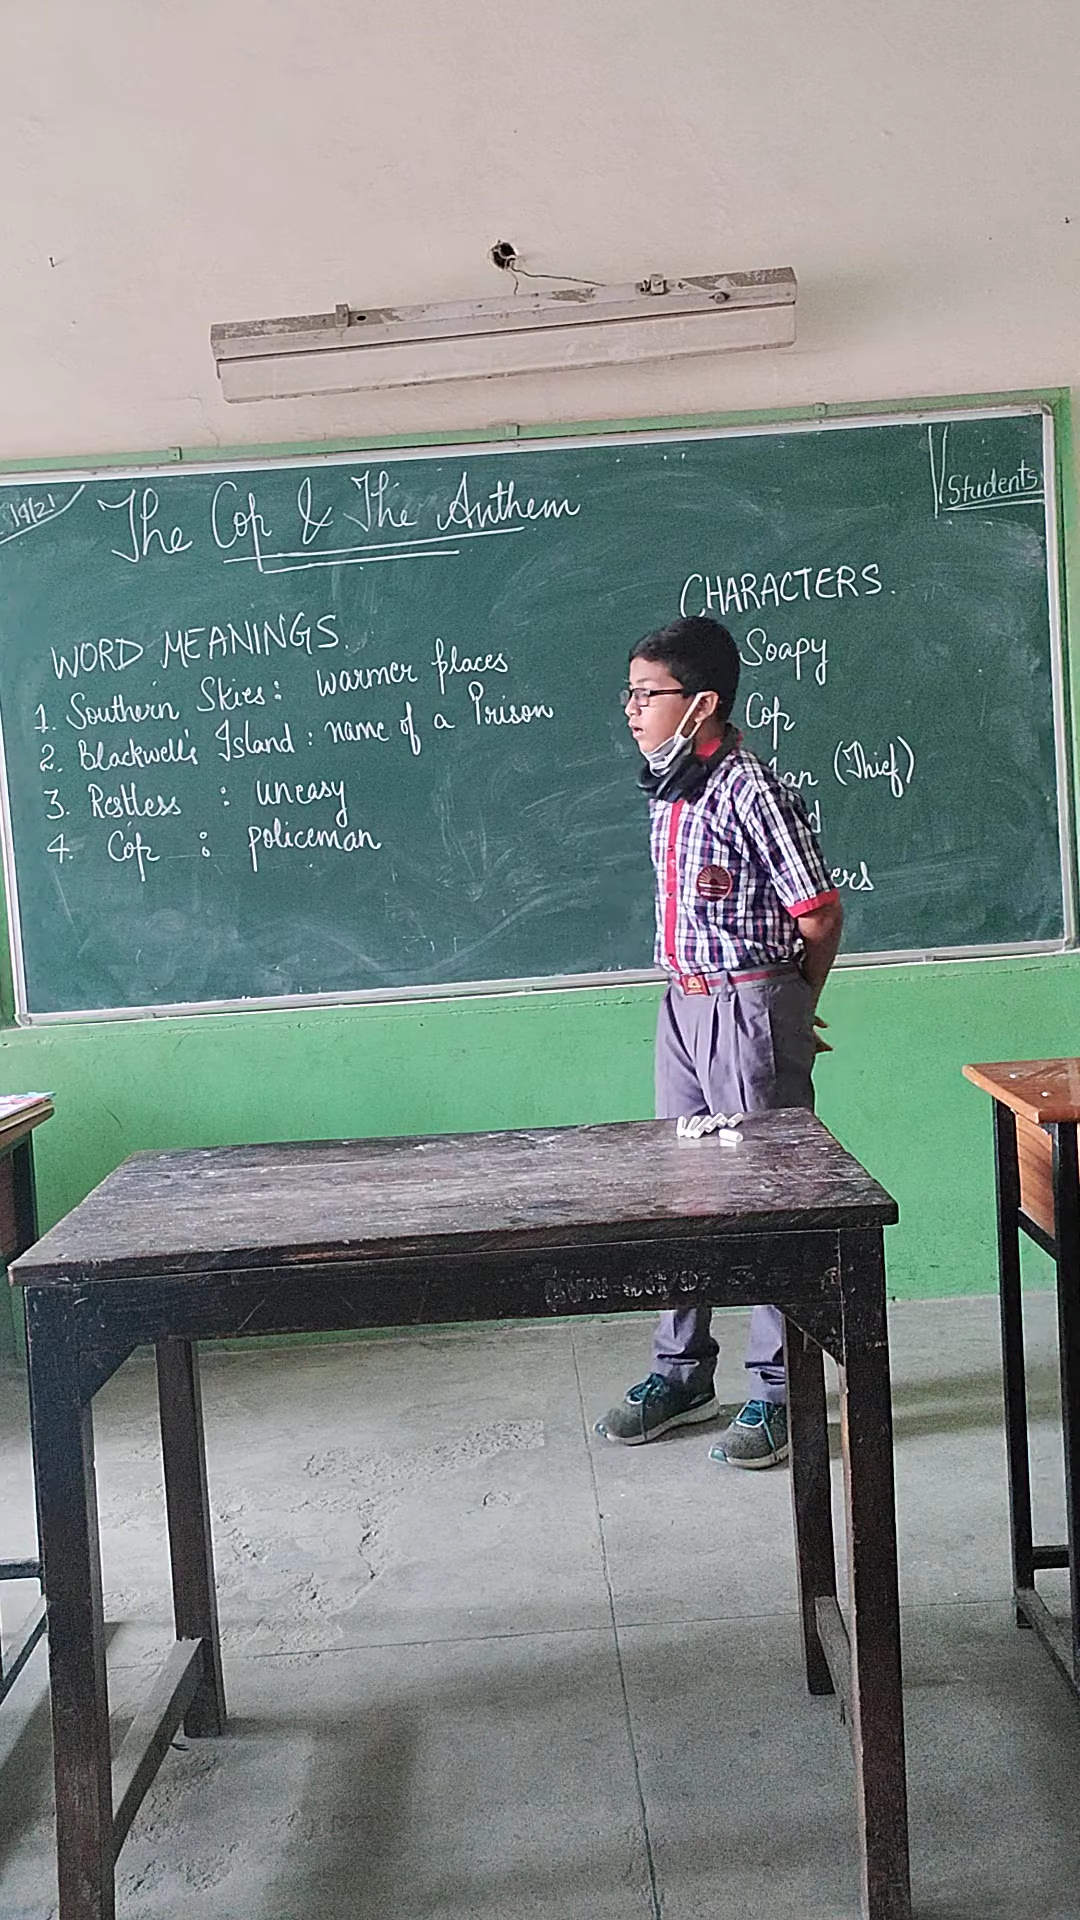 19/21
The Cop & The Anthem
Students
WORD MEANINGS.
1. Southern Skies : warmer places
2. Blackwell's Island : name of a Prison
3. Restless : uneasy
4. Cop : policeman
CHARACTERS.
Soapy
Cop
(Thief)